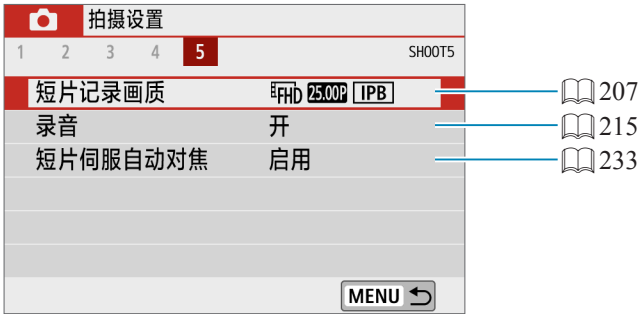 拍摄设置
1 2 3 4 5 SHOOT5
短片记录画质 EFHD 25.00P IPB 207
录音 开 215
短片伺服自动对焦 启用 233
MENU